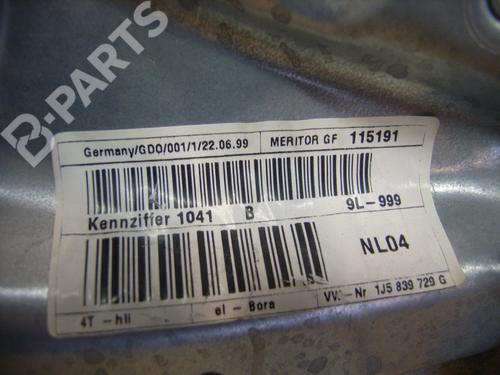 B-PARTS
Germany/GDO/001/1/22.06.99 MERITOR GF 115191
Kennziffer 1041 B 9L-999
NL04
4T -hli el - Bora VW-Nr 1J5 839 729 G